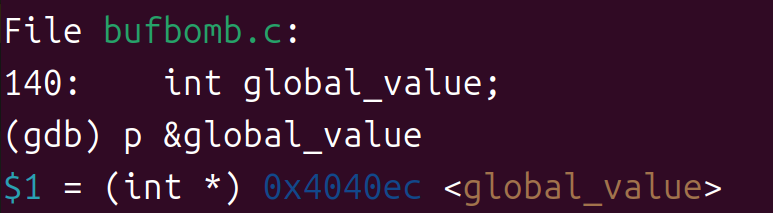 File bufbomb.c:
140:    int global_value;
(gdb) p &global_value
$1 = (int *) 0x4040ec <global_value>